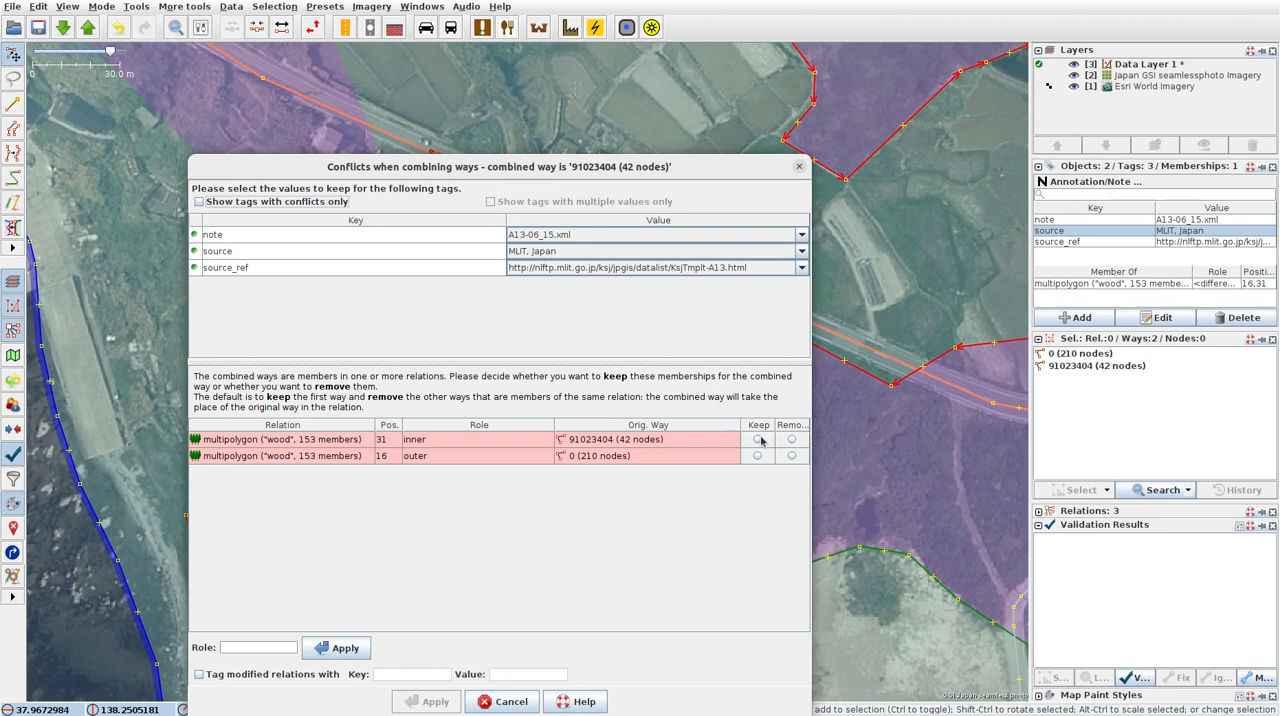 File Edit View Mode Tools More tools Data Selection Presets Imagery Windows Audio Help
0 30.0 m
Conflicts when combining ways - combined way is '91023404 (42 nodes)'
Please select the values to keep for the following tags.
Show tags with conflicts only Show tags with multiple values only
Key Value
note A13-06_15.xml
source MLIT, Japan
source_ref http://nlftp.mlit.go.jp/ksj/jpgis/datalist/KsjTmplt-A13.html
The combined ways are members in one or more relations. Please decide whether you want to keep these memberships for the combined
way or whether you want to remove them.
The default is to keep the first way and remove the other ways that are members of the same relation: the combined way will take the
place of the original way in the relation.
Relation Pos. Role Orig. Way Keep Remo...
multipolygon ("wood", 153 members) 31 inner 91023404 (42 nodes)
multipolygon ("wood", 153 members) 16 outer 0 (210 nodes)
Role: Apply
Tag modified relations with Key: Value:
Apply Cancel Help
Layers
[3] Data Layer 1 *
[2] Japan GSI seamlessphoto Imagery
[1] Esri World Imagery
Objects: 2 / Tags: 3 / Memberships: 1
Annotation/Note ...
Key Value
note A13-06_15.xml
source MLIT, Japan
source_ref http://nlftp.mlit.go.jp/ksj/j...
Member Of Role Positi...
multipolygon ("wood", 153 membe... <differe... 16,31
Add Edit Delete
Sel.: Rel.:0 / Ways:2 / Nodes:0
0 (210 nodes)
91023404 (42 nodes)
Select Search History
Relations: 3
Validation Results
S... L... V... Fix Ig... M...
Map Paint Styles
37.9672984 138.2505181 add to selection (Ctrl to toggle); Shift-Ctrl to rotate selected; Alt-Ctrl to scale selected; or change selection